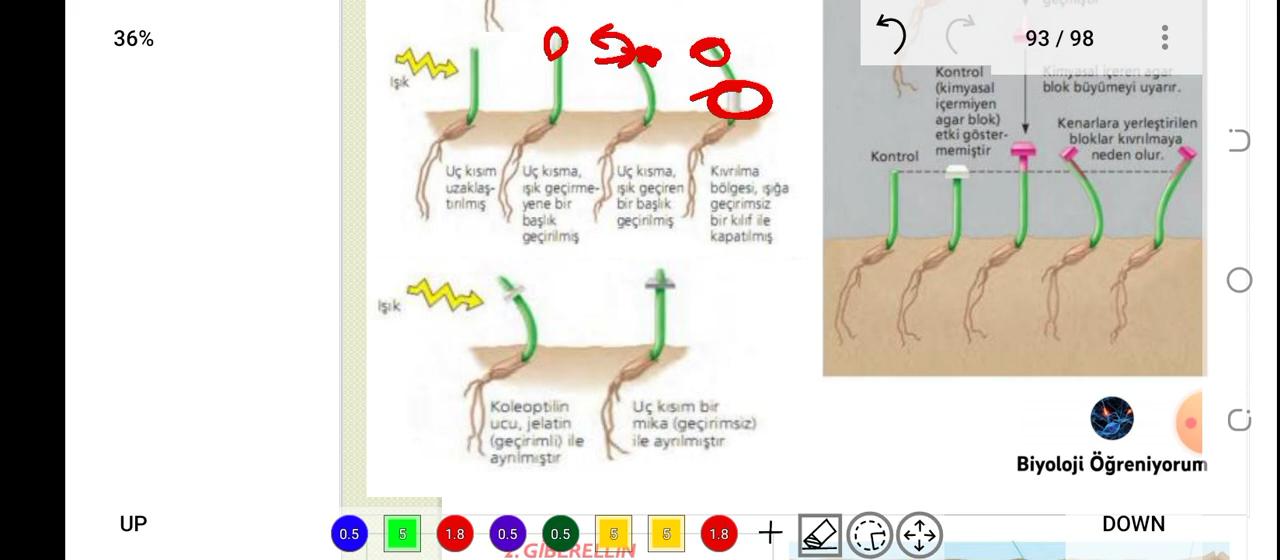 36%
93 / 98
geçmiştir
Işık
Uç kısım
uzaklaş-
tırılmış
Uç kısma,
ışık geçirme-
yene bir
başlık
geçirilmiş
Uç kısma,
ışık geçiren
bir başlık
geçirilmiş
Kıvrılma
bölgesi, ışığa
geçirimsiz
bir kılıf ile
kapatılmış
Kontrol
(kimyasal
içermiyen
agar blok)
etki göster-
memiştir
Kimyasal içeren agar
blok büyümeyi uyarır.
Kenarlara yerleştirilen
bloklar kıvrılmaya
neden olur.
Kontrol
Işık
Koleoptilin
ucu, jelatin
(geçirimli) ile
ayrılmıştır
Uç kısım bir
mika (geçirimsiz)
ile ayrılmıştır
Biyoloji Öğreniyorum
UP
0.5
5
1.8
0.5
0.5
5
5
1.8
DOWN
2. GİBERELLİN